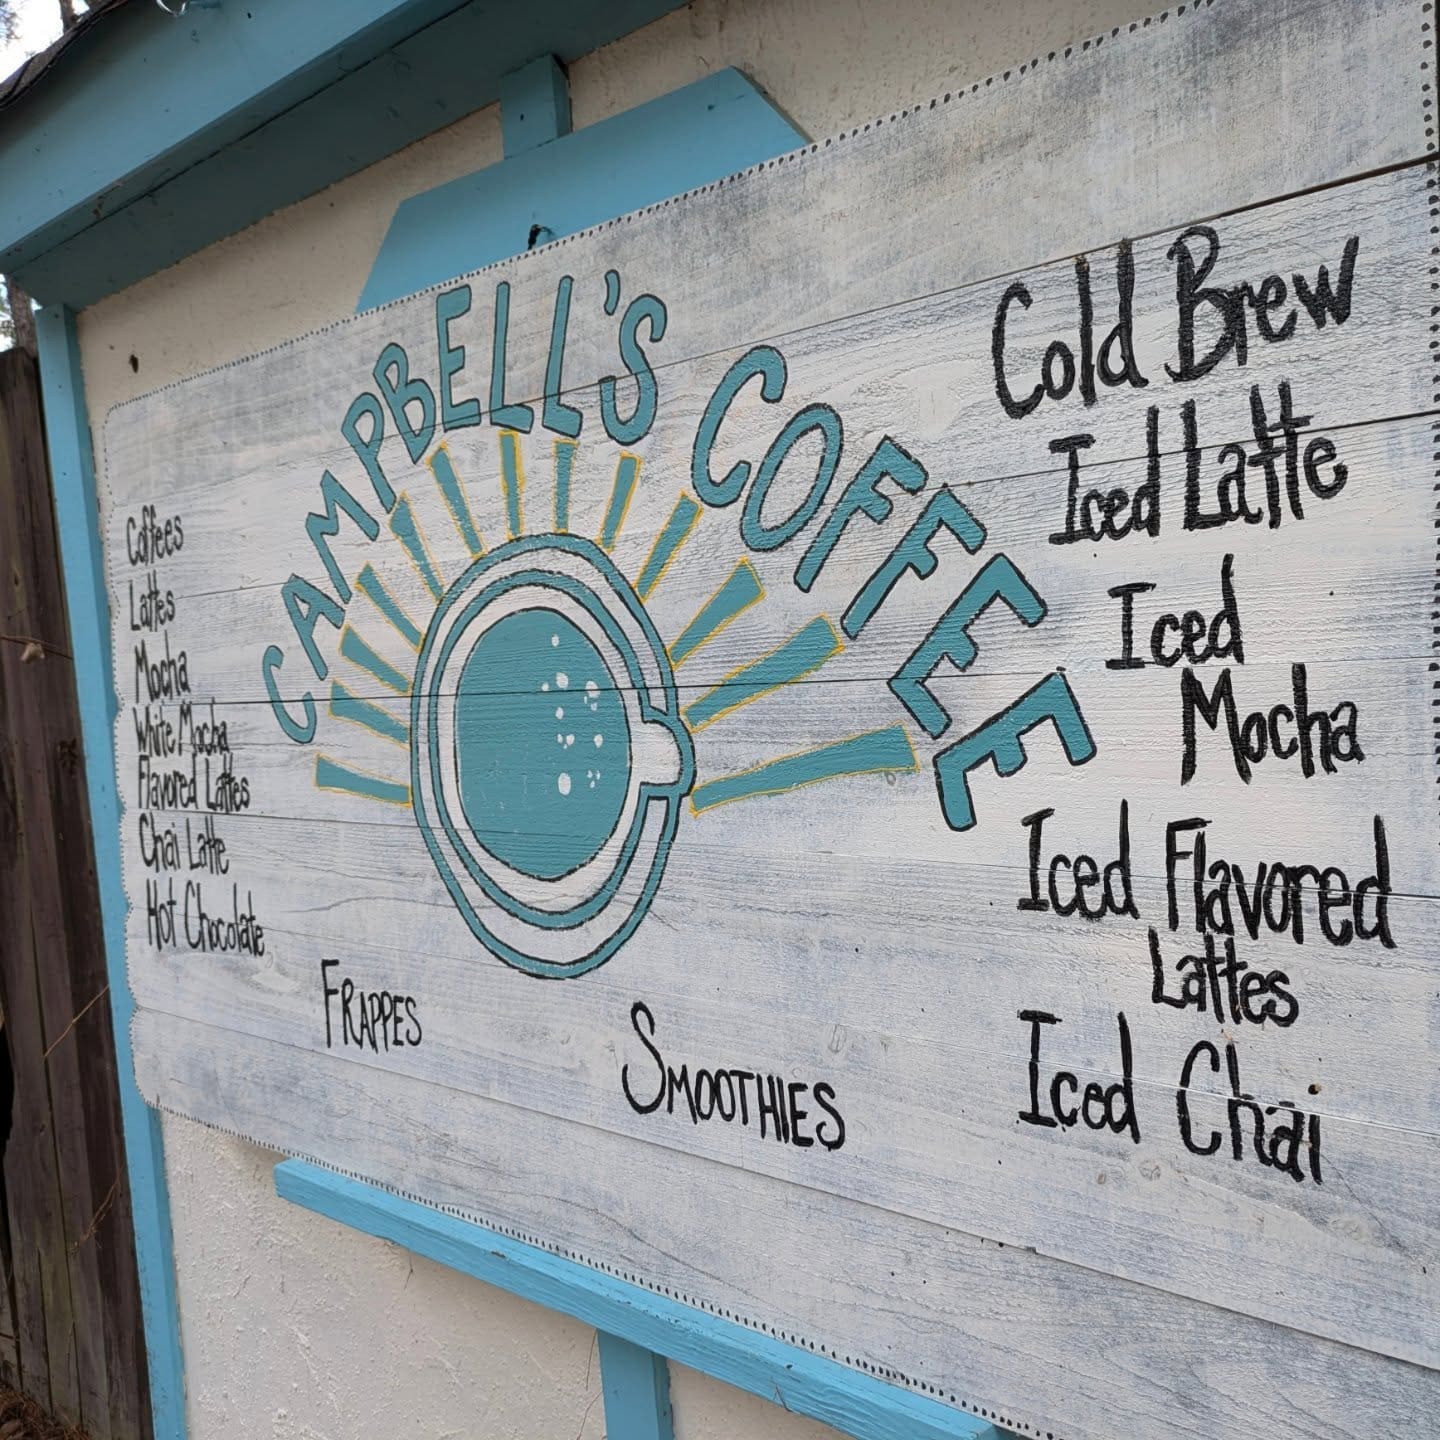 CAMPBELL'S COFFEE
Coffees
Lattes
Mocha
White Mocha
Flavored Lattes
Chai Latte
Hot Chocolate
FRAPPES
SMOOTHIES
Cold Brew
Iced Latte
Iced
Mocha
Iced Flavored
Lattes
Iced Chai